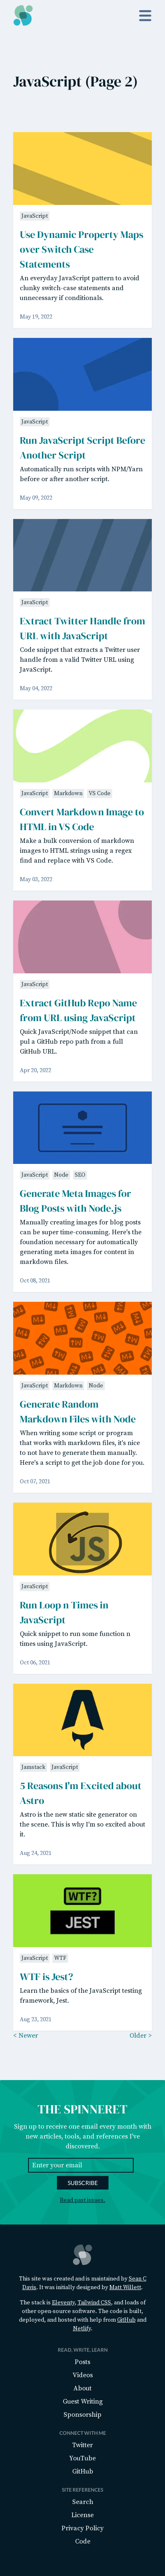 JavaScript (Page 2)
JavaScript
Use Dynamic Property Maps
over Switch Case
Statements
An everyday JavaScript pattern to avoid
chunky switch-case statements and
unnecessary if conditionals.
May 19, 2022
JavaScript
Run JavaScript Script Before
Another Script
Automatically run scripts with NPM/Yarn
before or after another script.
May 09, 2022
JavaScript
Extract Twitter Handle from
URL with JavaScript
Code snippet that extracts a Twitter user
handle from a valid Twitter URL using
JavaScript.
May 04, 2022
JavaScript Markdown VS Code
Convert Markdown Image to
HTML in VS Code
Make a bulk conversion of markdown
images to HTML strings using a regex
find and replace with VS Code.
May 03, 2022
JavaScript
Extract GitHub Repo Name
from URL using JavaScript
Quick JavaScript/Node snippet that can
pul a GitHub repo path from a full
GitHub URL.
Apr 20, 2022
JavaScript Node SEO
Generate Meta Images for
Blog Posts with Node.js
Manually creating images for blog posts
can be super time-consuming. Here's the
foundation necessary for automatically
generating meta images for content in
markdown files.
Oct 08, 2021
JavaScript Markdown Node
Generate Random
Markdown Files with Node
When writing some script or program
that works with markdown files, it's nice
to not have to generate them manually.
Here's a script to get the job done for you.
Oct 07, 2021
JS
JavaScript
Run Loop n Times in
JavaScript
Quick snippet to run some function n
times using JavaScript.
Oct 06, 2021
Jamstack JavaScript
5 Reasons I'm Excited about
Astro
Astro is the new static site generator on
the scene. This is why I'm so excited about
it.
Aug 24, 2021
WTF?
JEST
JavaScript WTF
WTF is Jest?
Learn the basics of the JavaScript testing
framework, Jest.
Aug 23, 2021
< Newer Older >
THE SPINNERET
Sign up to receive one email every month with
new articles, tools, and references I've
discovered.
Enter your email
SUBSCRIBE
Read past issues.
This site was created and is maintained by Sean C
Davis. It was initially designed by Matt Willett.
The stack is Eleventy, Tailwind CSS, and loads of
other open-source software. The code is built,
deployed, and hosted with help from GitHub and
Netlify.
READ, WRITE, LEARN
Posts
Videos
About
Guest Writing
Sponsorship
CONNECT WITH ME
Twitter
YouTube
GitHub
SITE REFERENCES
Search
License
Privacy Policy
Code